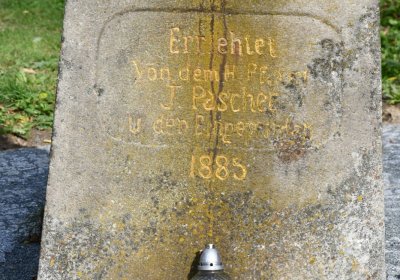 Errichtet
Von dem H. Pfarrer
J. Pascher
u den Eingepfarrten
1885